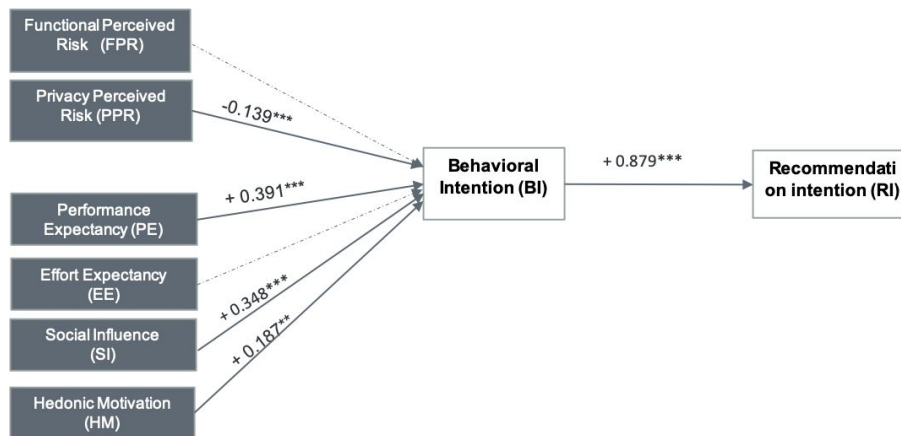 Functional Perceived
Risk (FPR)
Privacy Perceived
Risk (PPR)
-0.139***
Performance
Expectancy (PE)
+ 0.391***
Effort Expectancy
(EE)
Social Influence
(SI)
+ 0.348***
Hedonic Motivation
(HM)
+ 0.187**
Behavioral
Intention (BI)
+ 0.879***
Recommendati
on intention (RI)